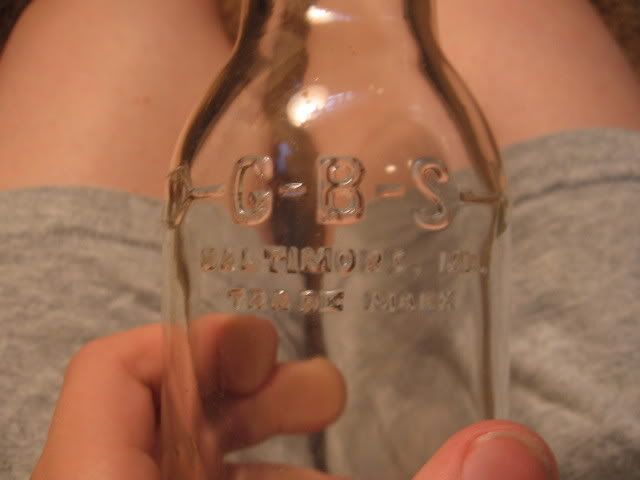 -G-B-S-
BALTIMORE, MD.
TRADE MARK